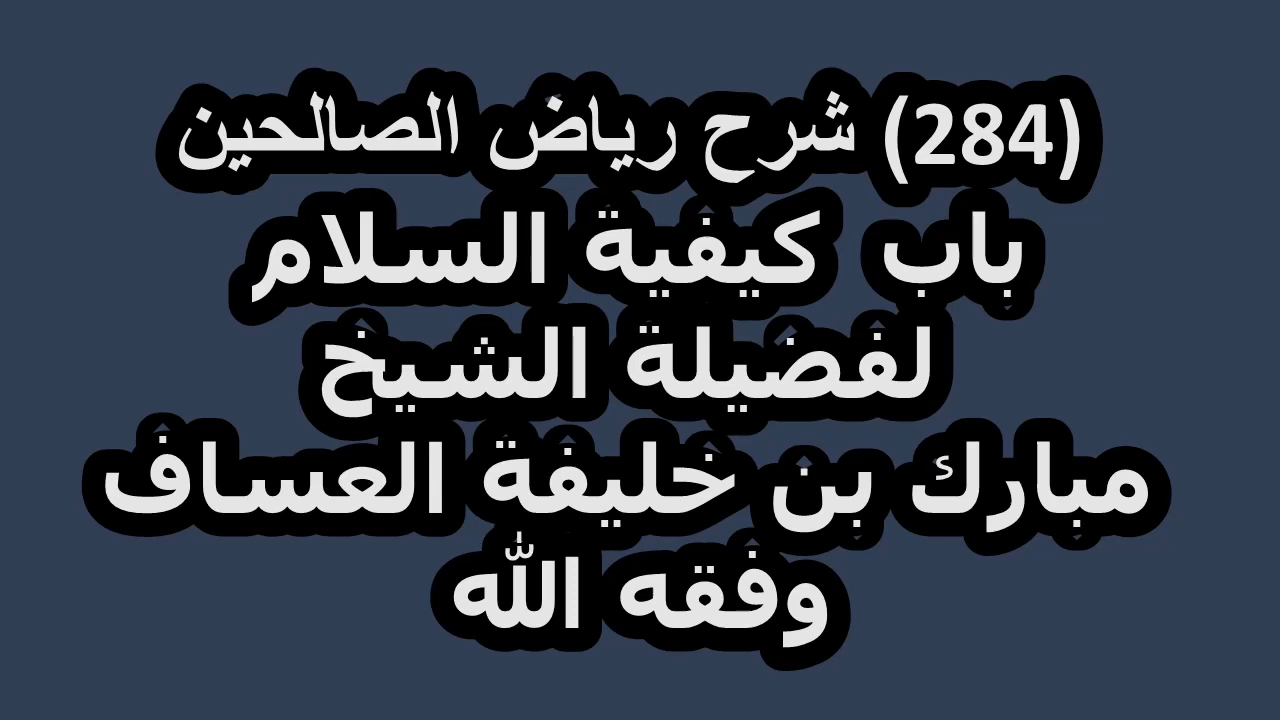 (284) شرح رياض الصالحين
باب كيفية السلام
لفضيلة الشيخ
مبارك بن خليفة العساف
وفقه الله